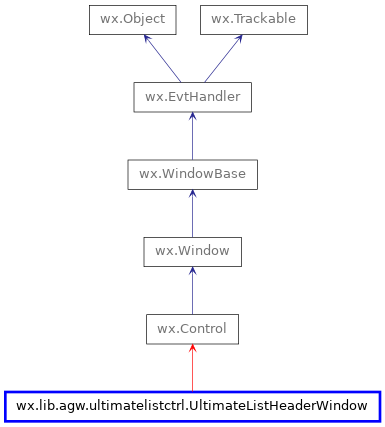 wx.Object
wx.Trackable
wx.EvtHandler
wx.WindowBase
wx.Window
wx.Control
wx.lib.agw.ultimatelistctrl.UltimateListHeaderWindow